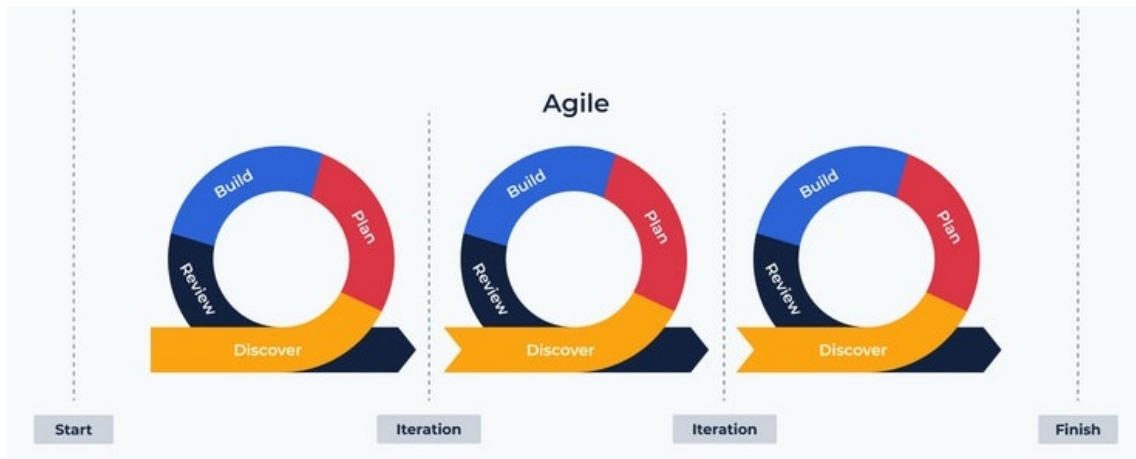 Agile
Build
Plan
Review
Discover
Build
Plan
Review
Discover
Build
Plan
Review
Discover
Start
Iteration
Iteration
Finish